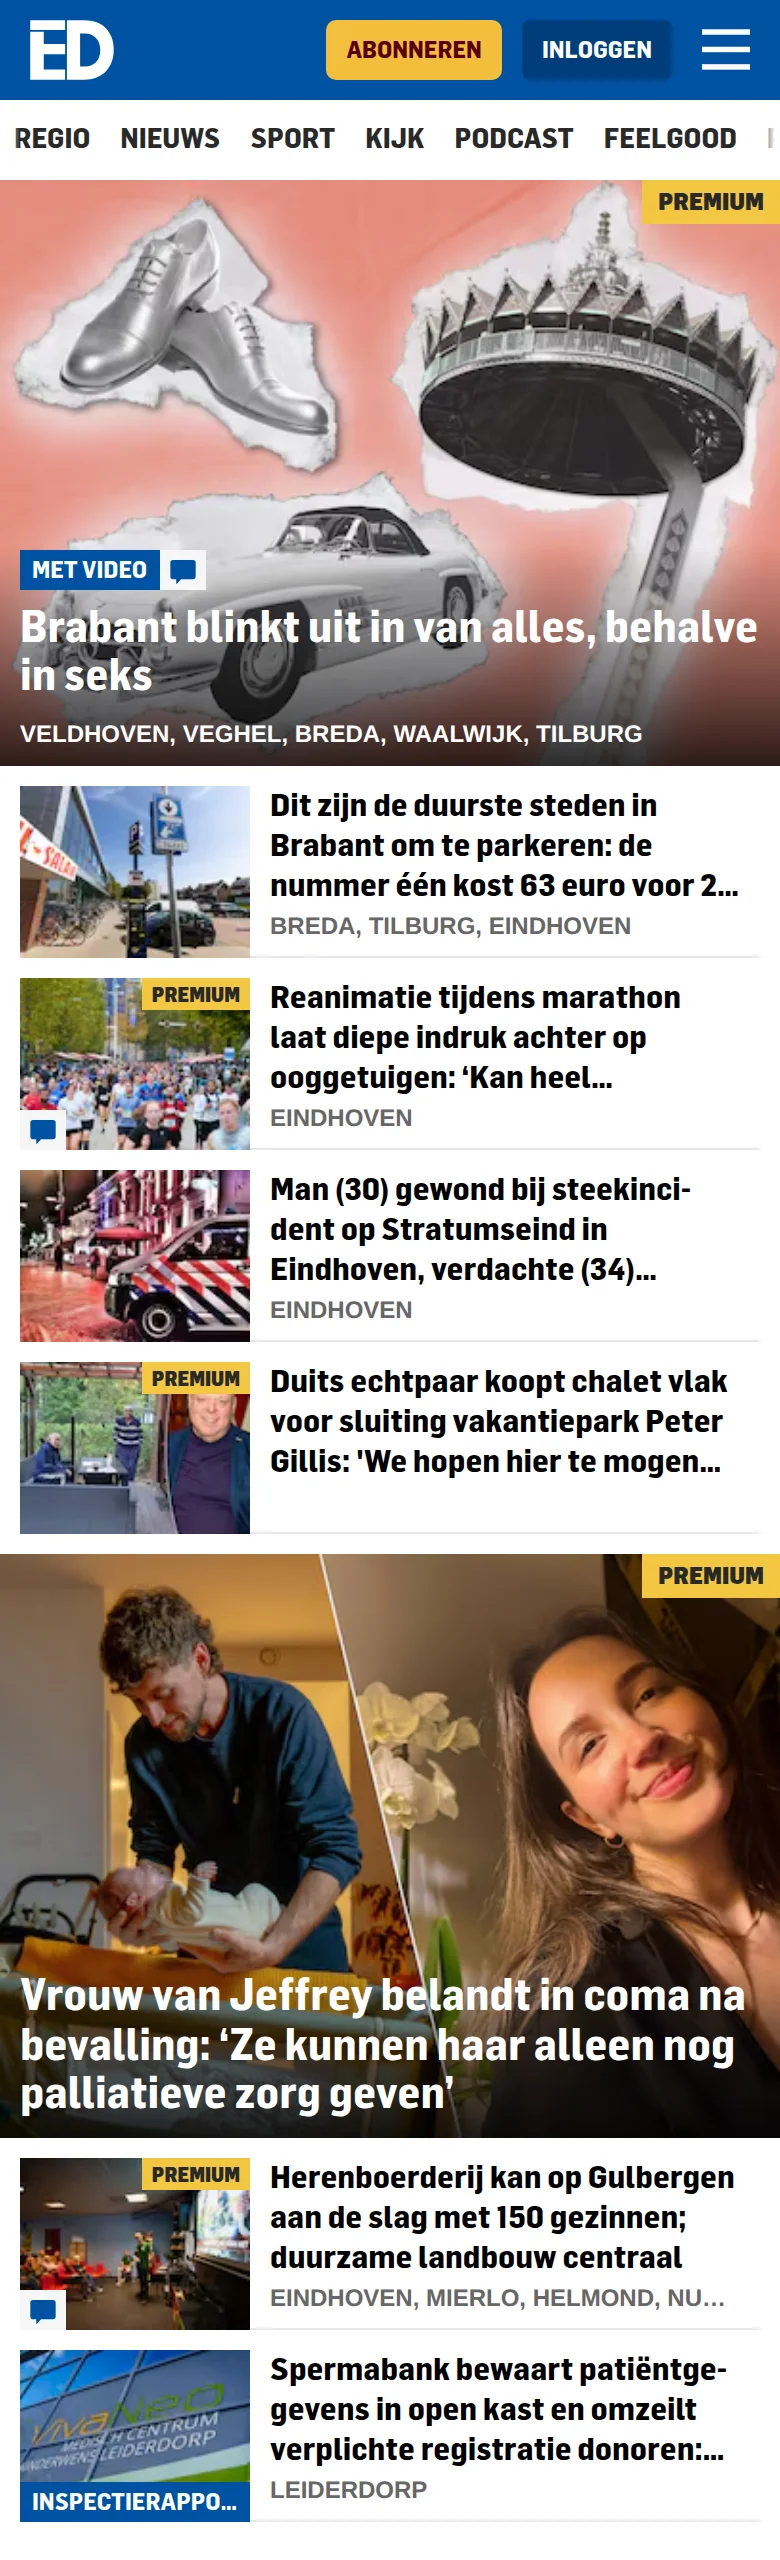 ED
ABONNEREN
INLOGGEN
REGIO NIEUWS SPORT KIJK PODCAST FEELGOOD
PREMIUM
MET VIDEO
Brabant blinkt uit in van alles, behalve
in seks
VELDHOVEN, VEGHEL, BREDA, WAALWIJK, TILBURG
Dit zijn de duurste steden in
Brabant om te parkeren: de
nummer één kost 63 euro voor 2...
BREDA, TILBURG, EINDHOVEN
PREMIUM
Reanimatie tijdens marathon
laat diepe indruk achter op
ooggetuigen: ‘Kan heel...
EINDHOVEN
Man (30) gewond bij steekinci-
dent op Stratumseind in
Eindhoven, verdachte (34)...
EINDHOVEN
PREMIUM
Duits echtpaar koopt chalet vlak
voor sluiting vakantiepark Peter
Gillis: 'We hopen hier te mogen...
PREMIUM
Vrouw van Jeffrey belandt in coma na
bevalling: ‘Ze kunnen haar alleen nog
palliatieve zorg geven’
PREMIUM
Herenboerderij kan op Gulbergen
aan de slag met 150 gezinnen;
duurzame landbouw centraal
EINDHOVEN, MIERLO, HELMOND, NU...
VivaNeo
MEDISCH CENTRUM
KINDERWENS LEIDERDORP
INSPECTIERAPPO...
Spermabank bewaart patiëntge-
gevens in open kast en omzeilt
verplichte registratie donoren:...
LEIDERDORP